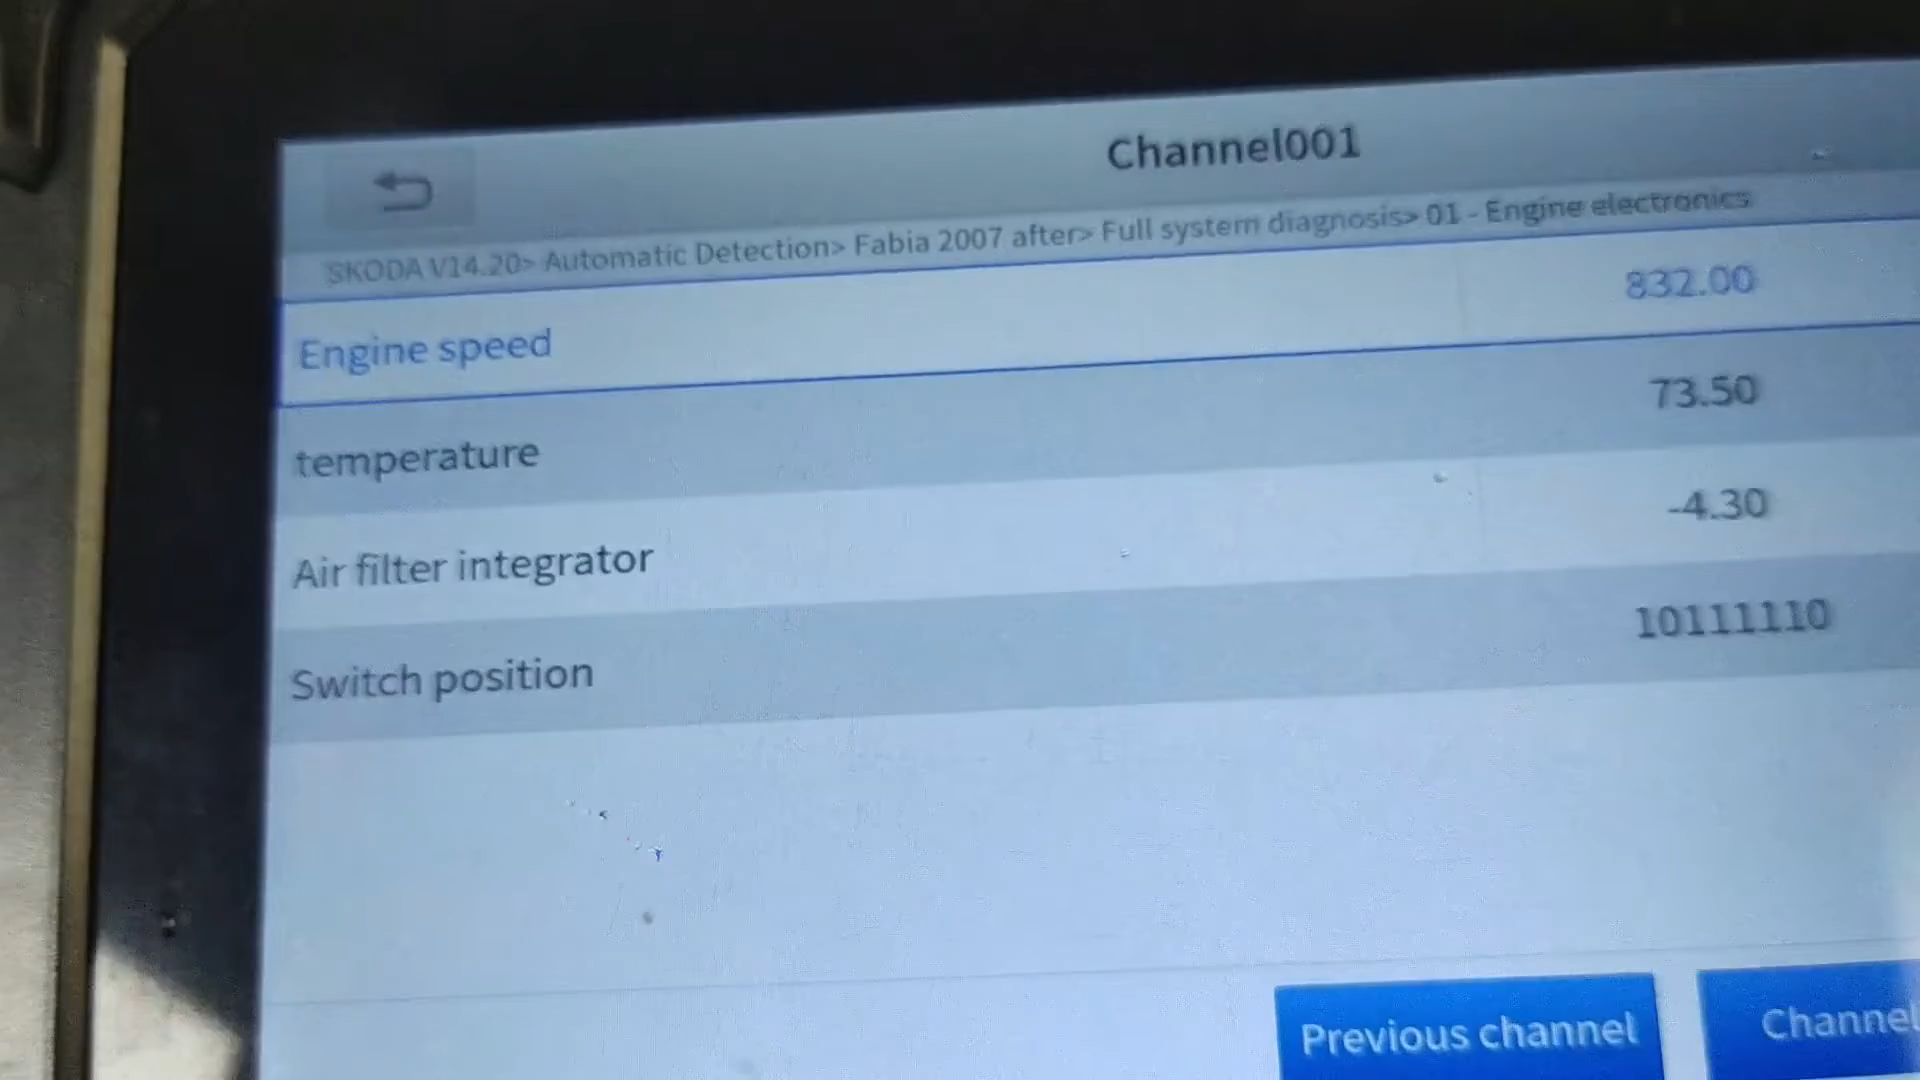 Channel001
SKODA V14.20> Automatic Detection> Fabia 2007 after> Full system diagnosis> 01 - Engine electronics
Engine speed 832.00
temperature 73.50
Air filter integrator -4.30
Switch position 10111110
Previous channel Channel